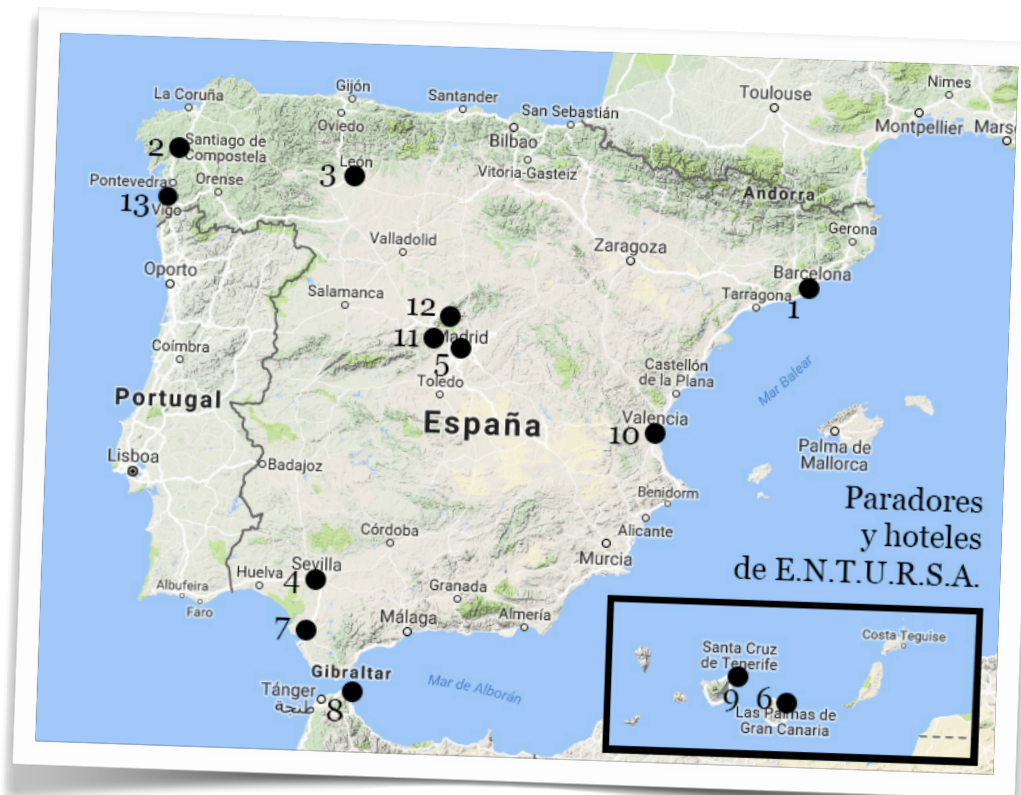 La Coruña
Gijón
Santander
San Sebastián
Toulouse
Nimes
Montpellier
Mars
Oviedo
Bilbao
2
Santiago de
Compostela
León
3
Vitoria-Gasteiz
Pontevedra
Orense
13
Vigo
Andorra
Gerona
Valladolid
Zaragoza
Oporto
Barcelona
Salamanca
Tarragona
1
12
11
Madrid
5
Coímbra
Toledo
Castellón
de la Plana
Mar Balear
Portugal
España
Valencia
10
Palma de
Mallorca
Lisboa
Badajoz
Benidorm
Alicante
Paradores
y hoteles
de E.N.T.U.R.S.A.
Córdoba
Murcia
Huelva
Sevilla
4
Albufeira
Faro
Granada
7
Málaga
Almería
Gibraltar
Tánger
طنجة
8
Mar de Alborán
Costa Teguise
Santa Cruz
de Tenerife
9
6
Las Palmas de
Gran Canaria